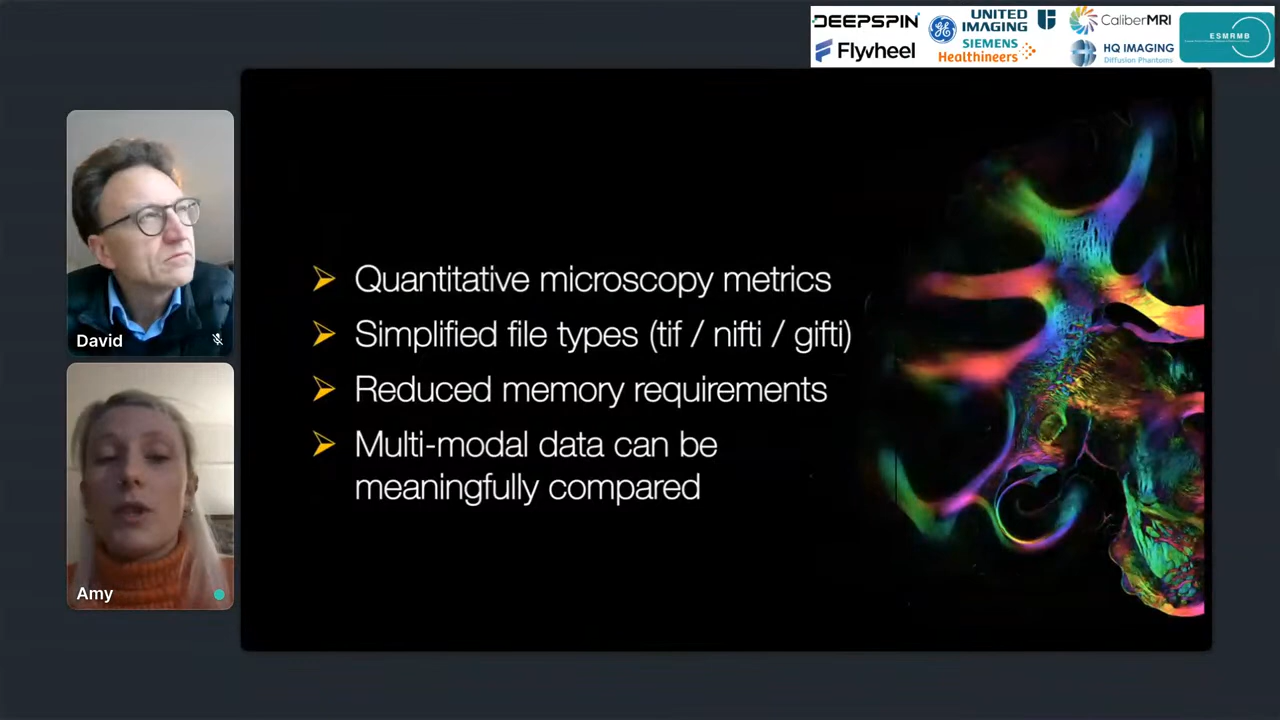 DEEPSPIN
UNITED
IMAGING
CaliberMRI
ESMRMB
Flywheel
SIEMENS
Healthineers
HQ IMAGING
Diffusion Phantoms
Quantitative microscopy metrics
Simplified file types (tif / nifti / gifti)
Reduced memory requirements
Multi-modal data can be
meaningfully compared
David
Amy